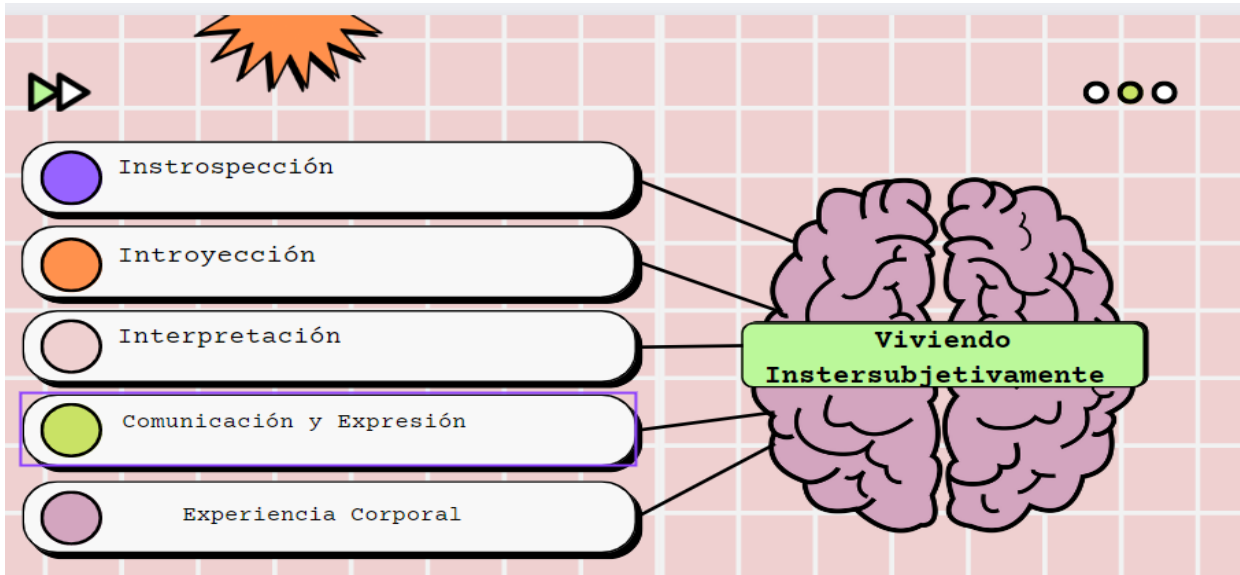 Instrospección
Introyección
Interpretación
Viviendo
Instersubjetivamente
Comunicación y Expresión
Experiencia Corporal